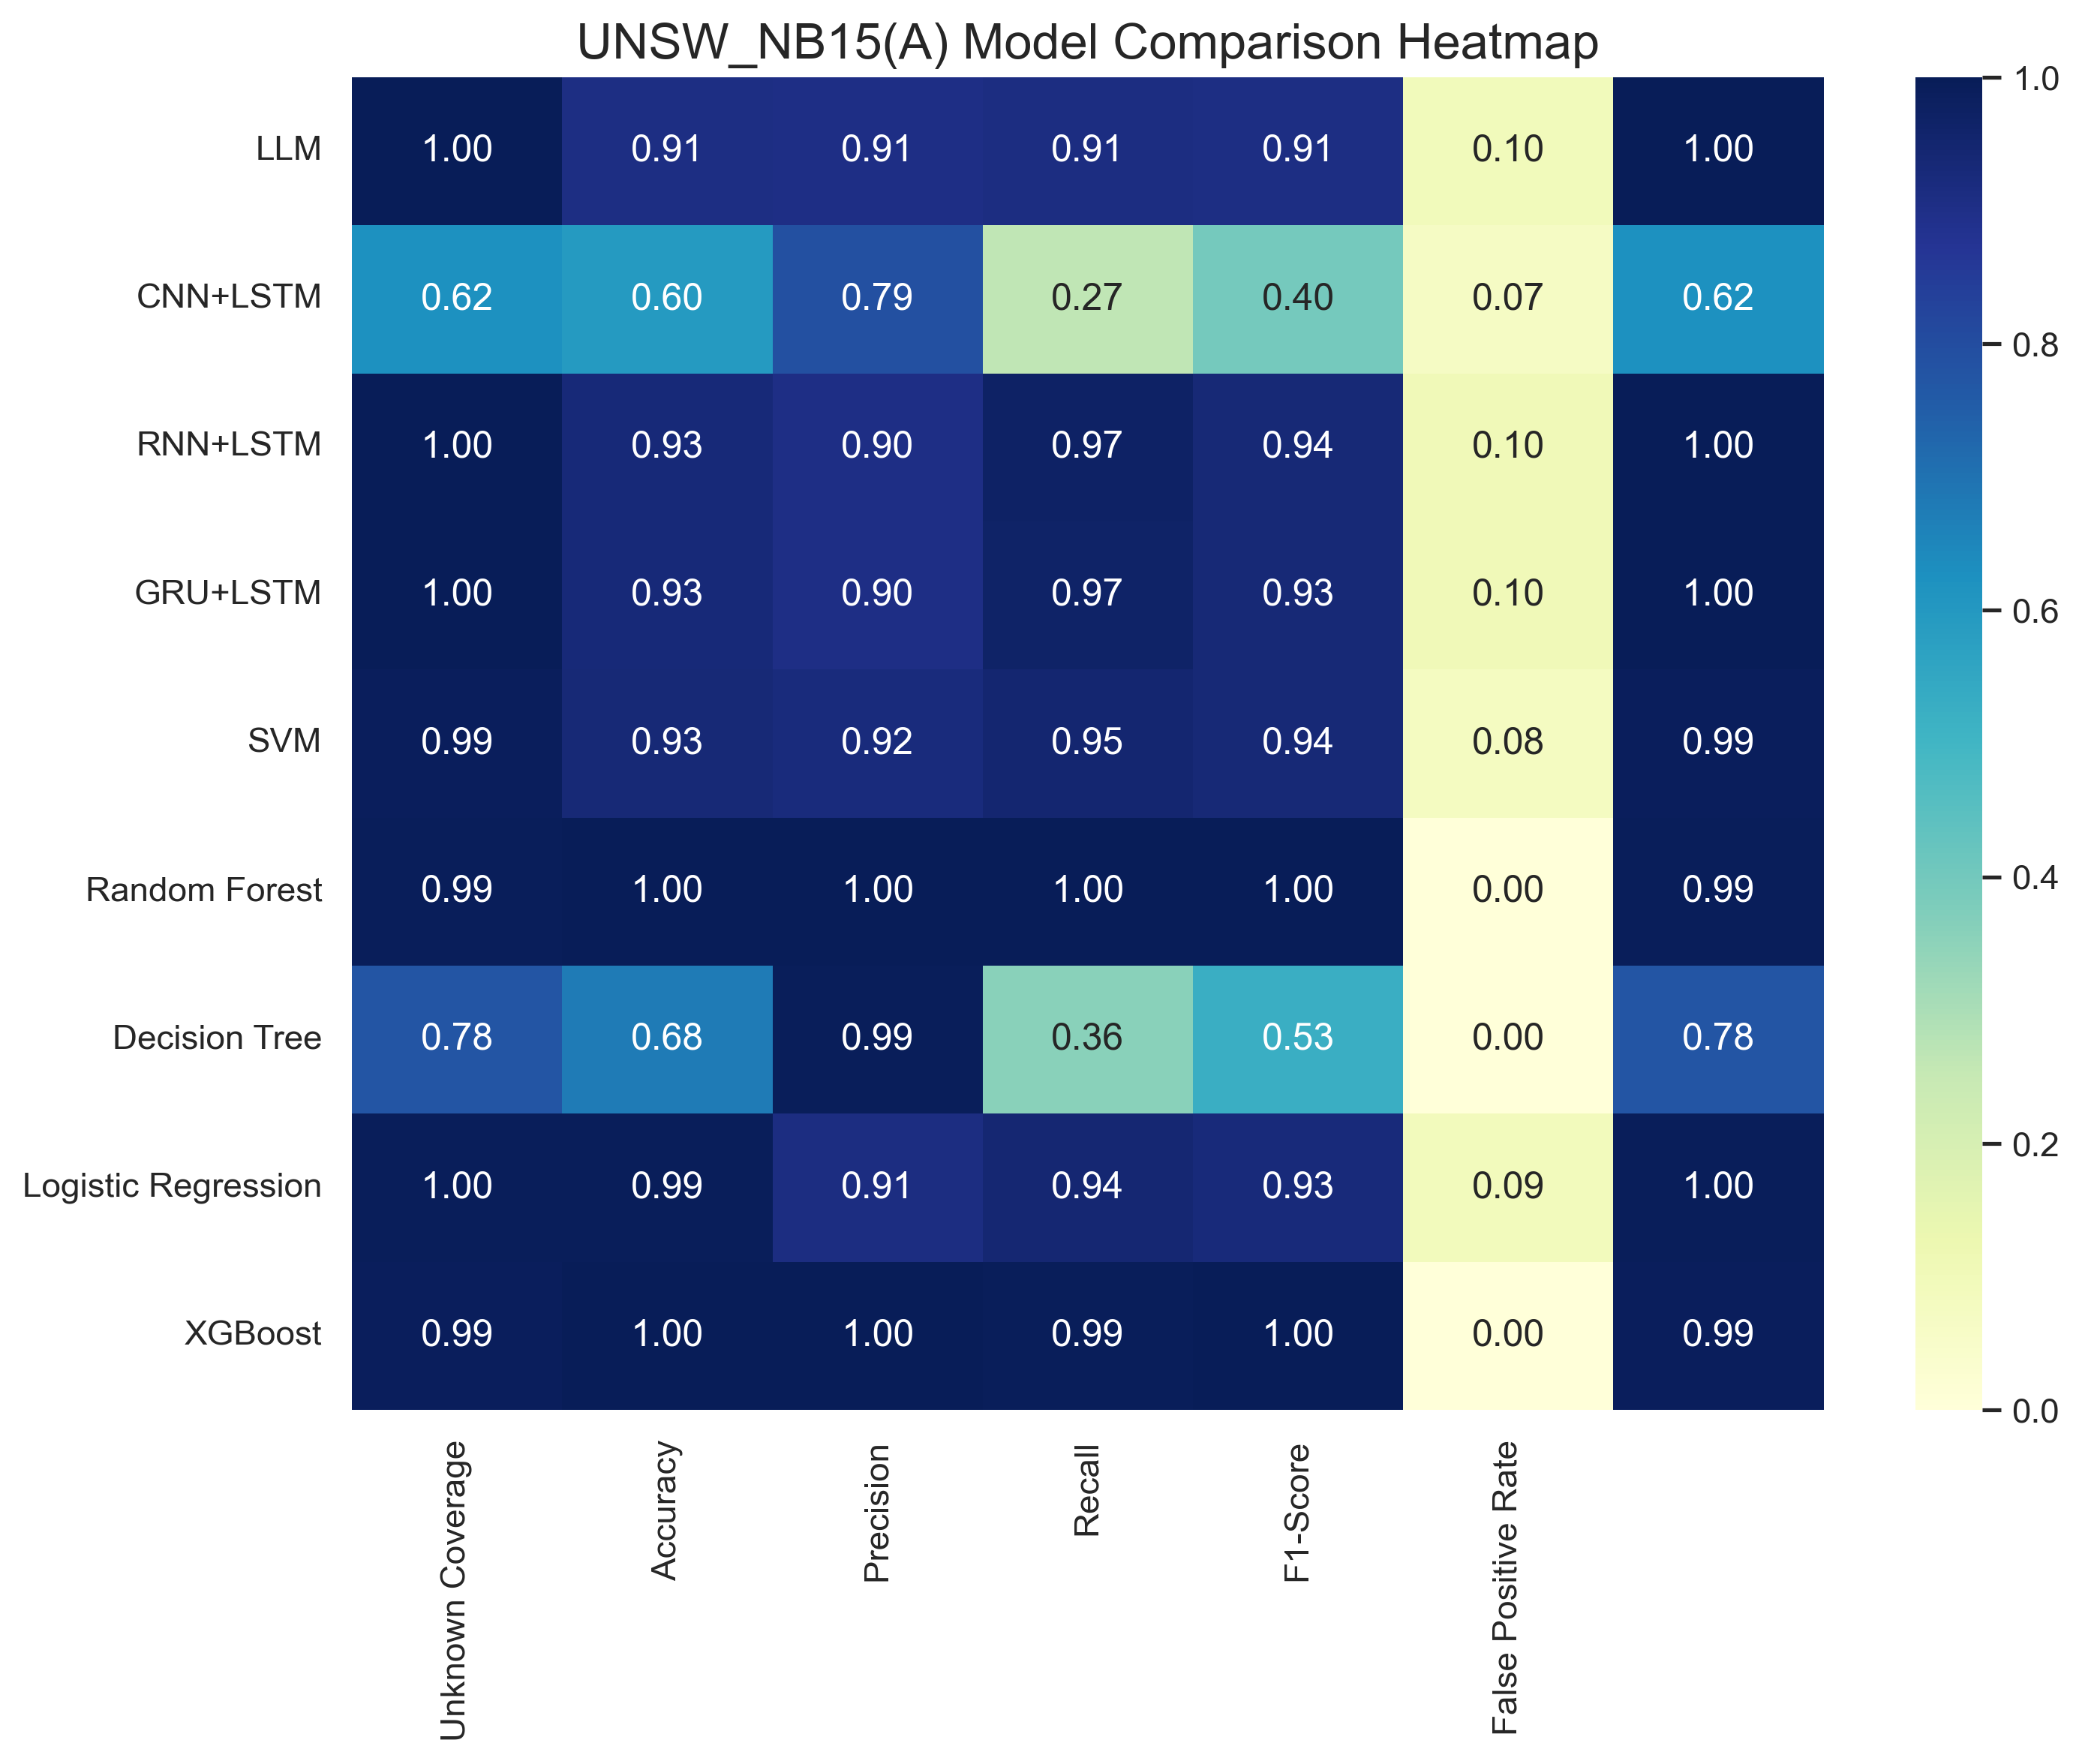 UNSW_NB15(A) Model Comparison Heatmap
LLM 1.00 0.91 0.91 0.91 0.91 0.10 1.00
CNN+LSTM 0.62 0.60 0.79 0.27 0.40 0.07 0.62
RNN+LSTM 1.00 0.93 0.90 0.97 0.94 0.10 1.00
GRU+LSTM 1.00 0.93 0.90 0.97 0.93 0.10 1.00
SVM 0.99 0.93 0.92 0.95 0.94 0.08 0.99
Random Forest 0.99 1.00 1.00 1.00 1.00 0.00 0.99
Decision Tree 0.78 0.68 0.99 0.36 0.53 0.00 0.78
Logistic Regression 1.00 0.99 0.91 0.94 0.93 0.09 1.00
XGBoost 0.99 1.00 1.00 0.99 1.00 0.00 0.99
Unknown Coverage
Accuracy
Precision
Recall
F1-Score
False Positive Rate
1.0
0.8
0.6
0.4
0.2
0.0